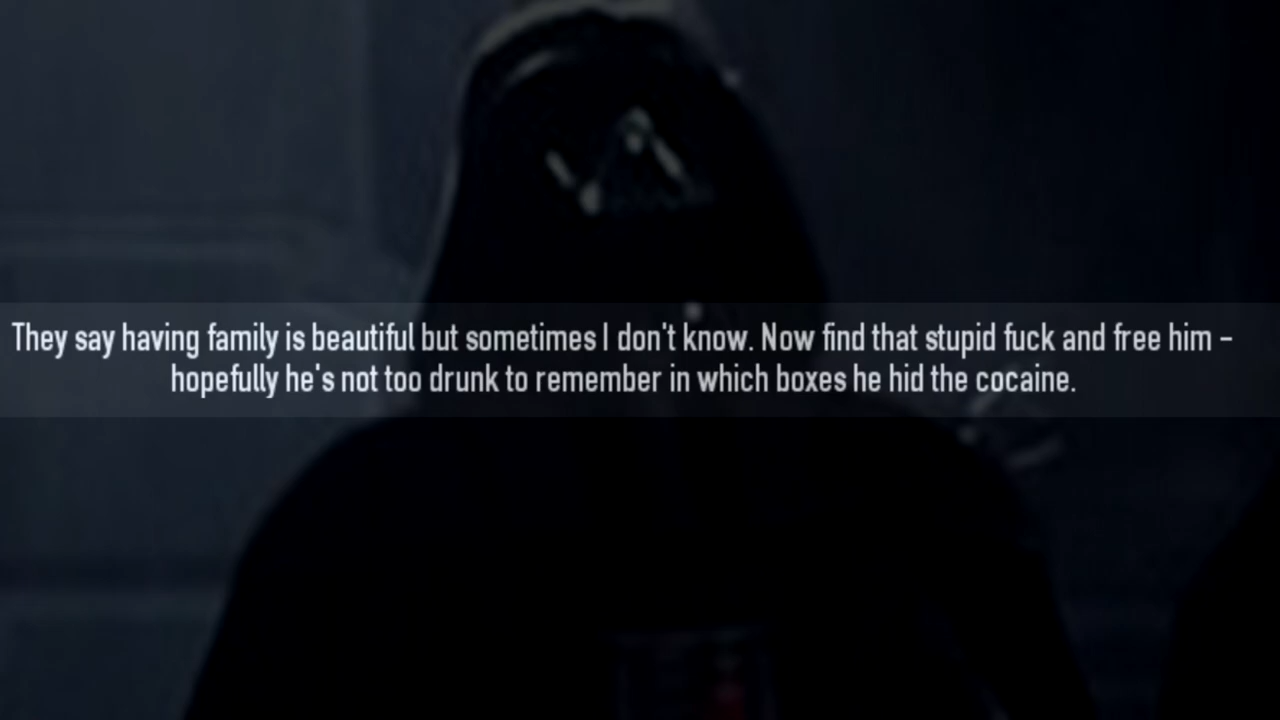 They say having family is beautiful but sometimes I don't know. Now find that stupid fuck and free him –
hopefully he's not too drunk to remember in which boxes he hid the cocaine.